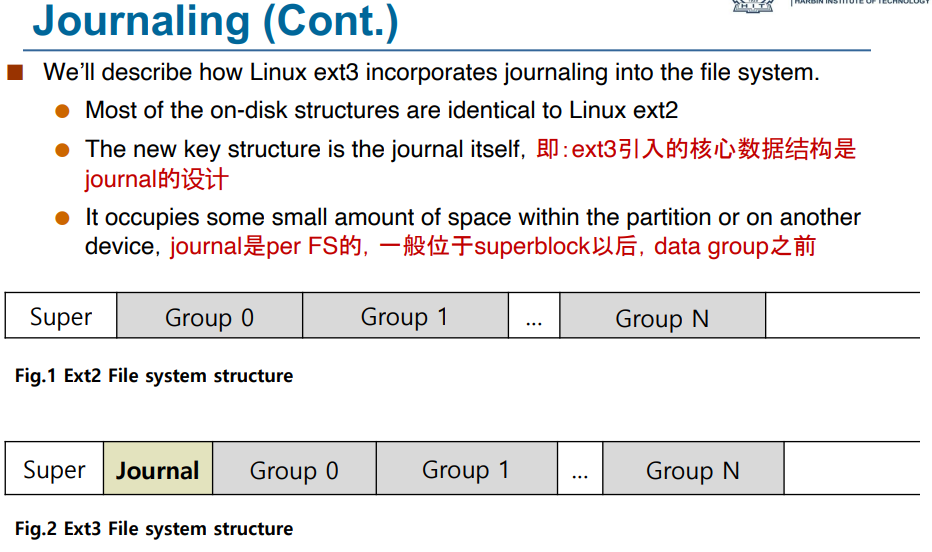 Journaling (Cont.)
HARBIN INSTITUTE OF TECHNOLOGY
H I T
We'll describe how Linux ext3 incorporates journaling into the file system.
Most of the on-disk structures are identical to Linux ext2
The new key structure is the journal itself, 即:ext3引入的核心数据结构是
journal的设计
It occupies some small amount of space within the partition or on another
device, journal是per FS的, 一般位于superblock以后, data group之前
Super Group 0 Group 1 ... Group N
Fig.1 Ext2 File system structure
Super Journal Group 0 Group 1 ... Group N
Fig.2 Ext3 File system structure